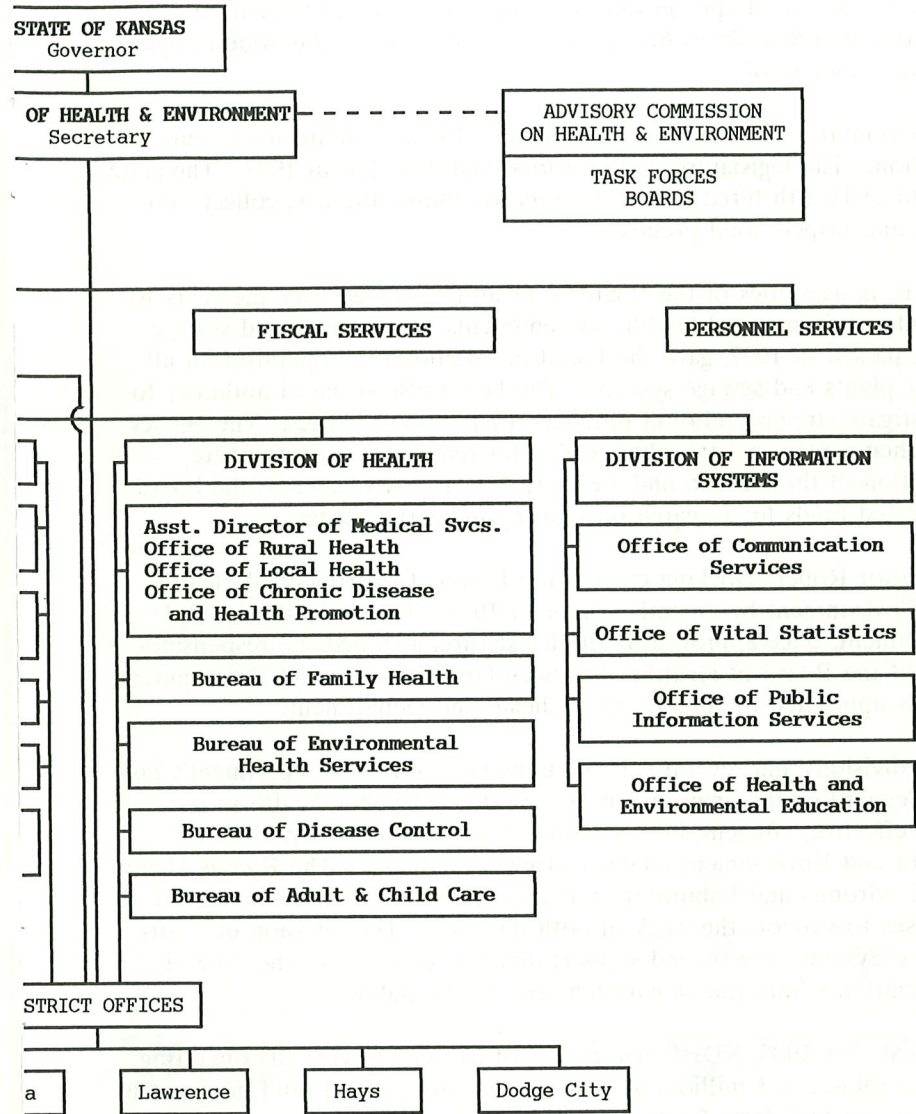 STATE OF KANSAS
Governor
OF HEALTH & ENVIRONMENT
Secretary
ADVISORY COMMISSION
ON HEALTH & ENVIRONMENT
TASK FORCES
BOARDS
FISCAL SERVICES
PERSONNEL SERVICES
DIVISION OF HEALTH
Asst. Director of Medical Svcs.
Office of Rural Health
Office of Local Health
Office of Chronic Disease
and Health Promotion
Bureau of Family Health
Bureau of Environmental
Health Services
Bureau of Disease Control
Bureau of Adult & Child Care
DIVISION OF INFORMATION
SYSTEMS
Office of Communication
Services
Office of Vital Statistics
Office of Public
Information Services
Office of Health and
Environmental Education
STRICT OFFICES
a
Lawrence
Hays
Dodge City